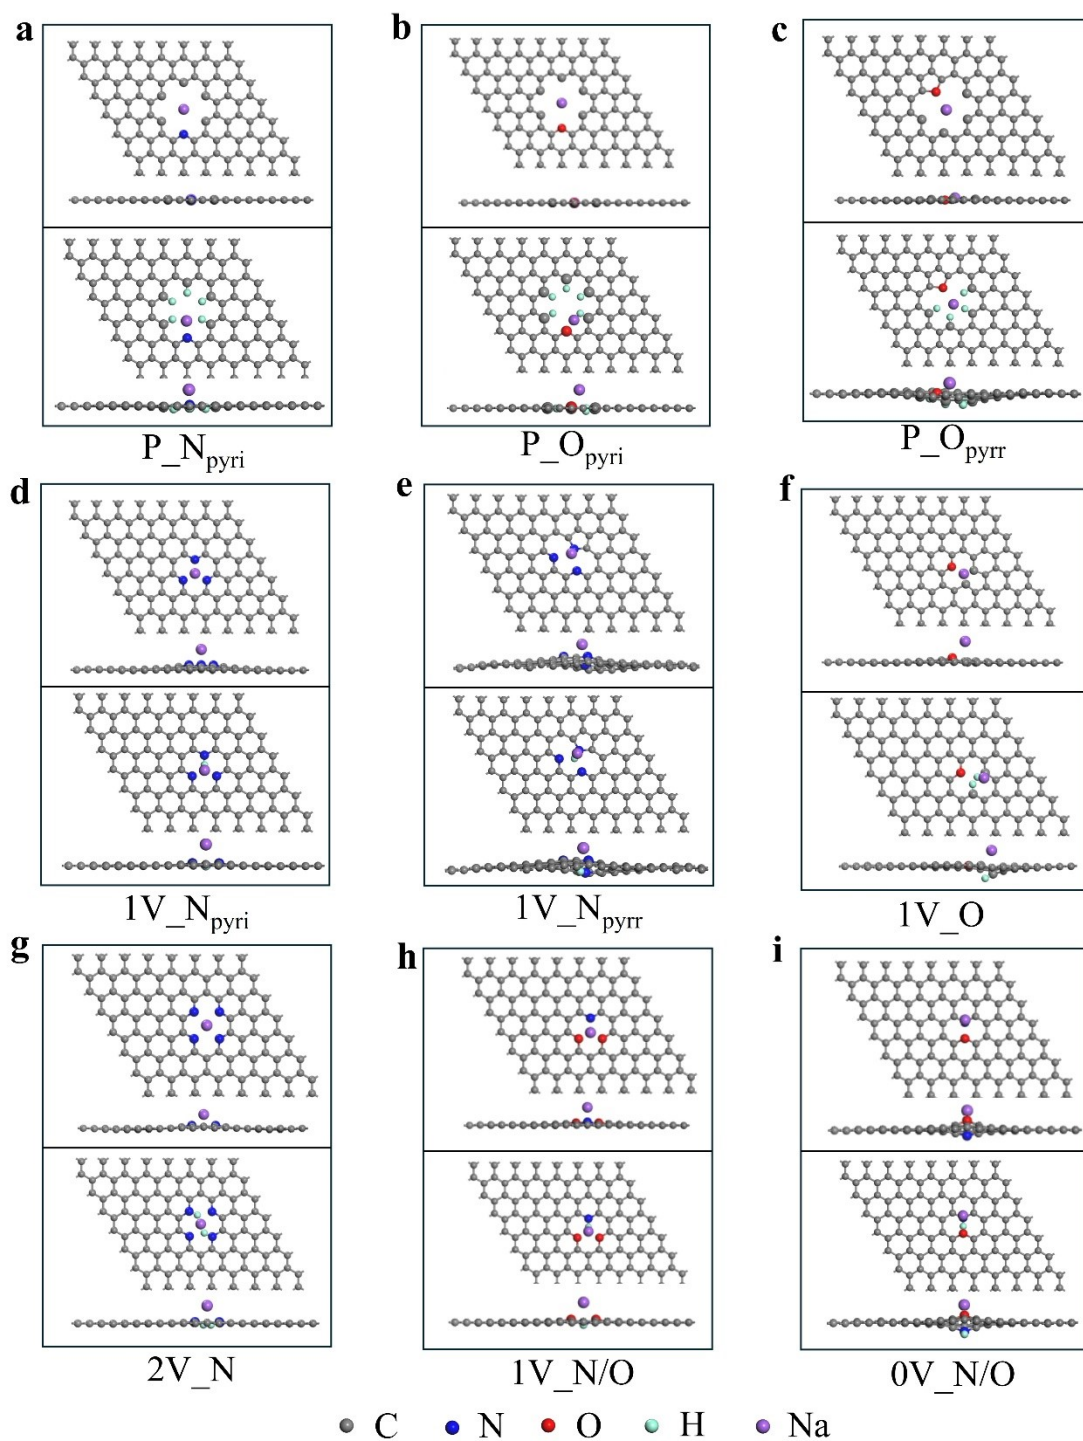 a b c
P_Npyri P_Opyri P_Opyrr
d e f
1V_Npyri 1V_Npyrr 1V_O
g h i
2V_N 1V_N/O 0V_N/O
C N O H Na